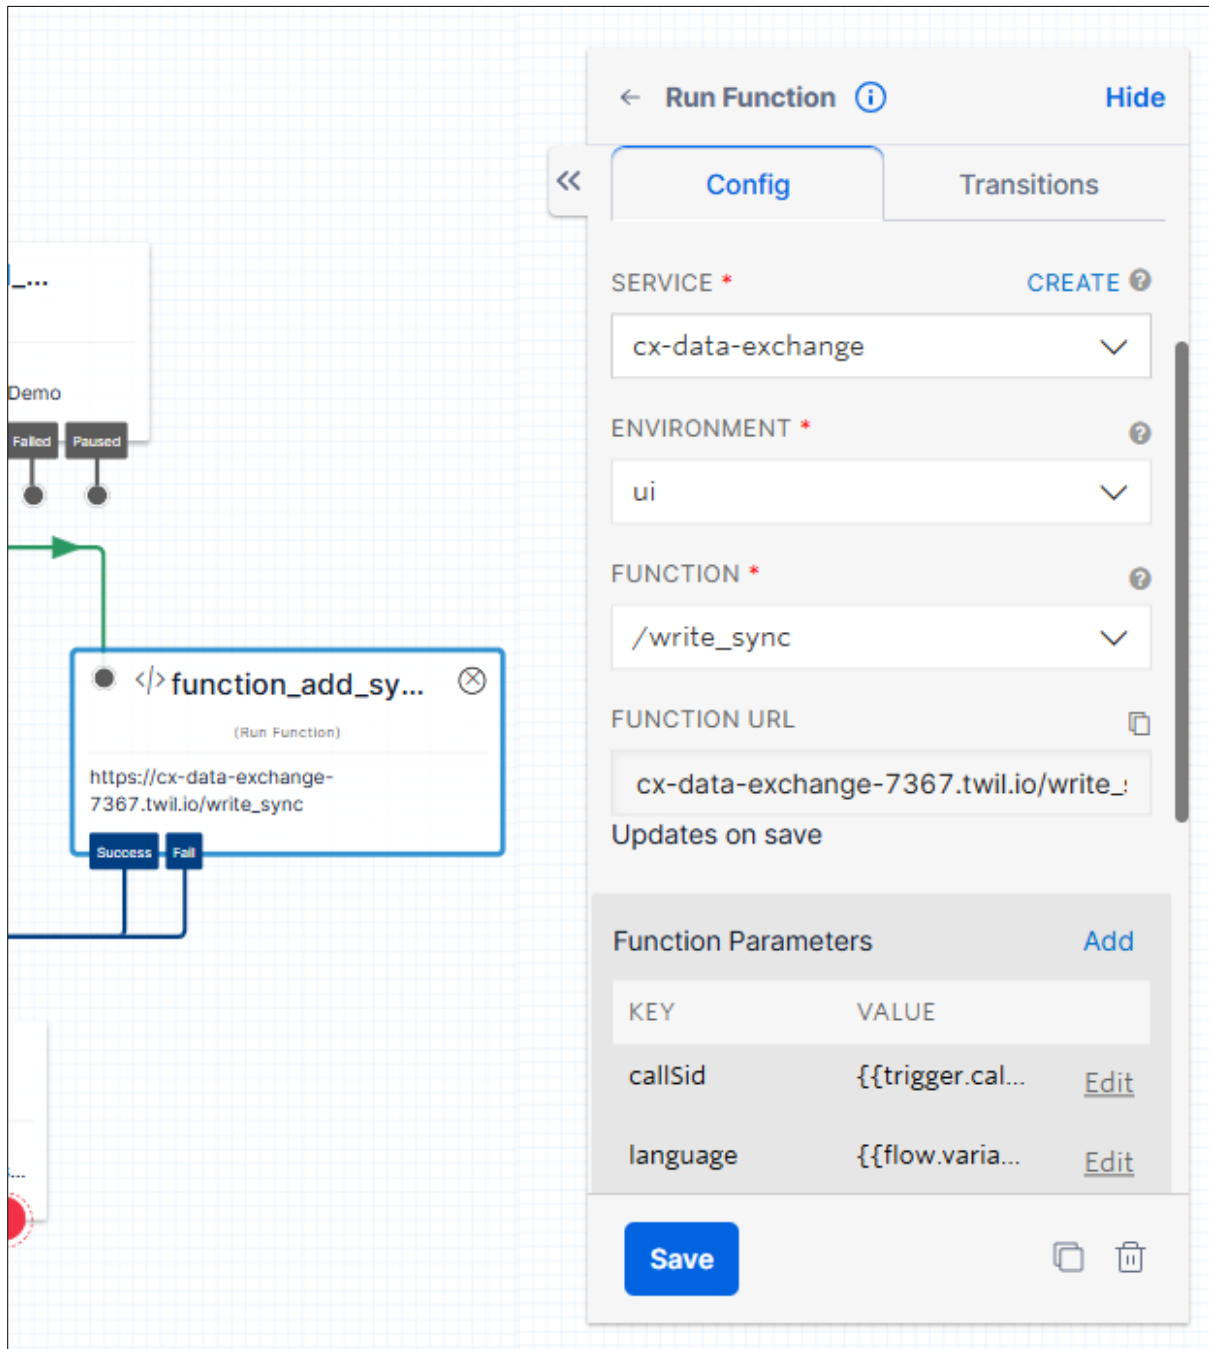 _...
Demo
Failed Paused
</> function_add_sy...
(Run Function)
https://cx-data-exchange-
7367.twil.io/write_sync
Success Fail
...
← Run Function Hide
Config Transitions
SERVICE * CREATE ?
cx-data-exchange
ENVIRONMENT * ?
ui
FUNCTION * ?
/write_sync
FUNCTION URL
cx-data-exchange-7367.twil.io/write_
Updates on save
Function Parameters Add
KEY VALUE
callSid {{trigger.cal... Edit
language {{flow.varia... Edit
Save